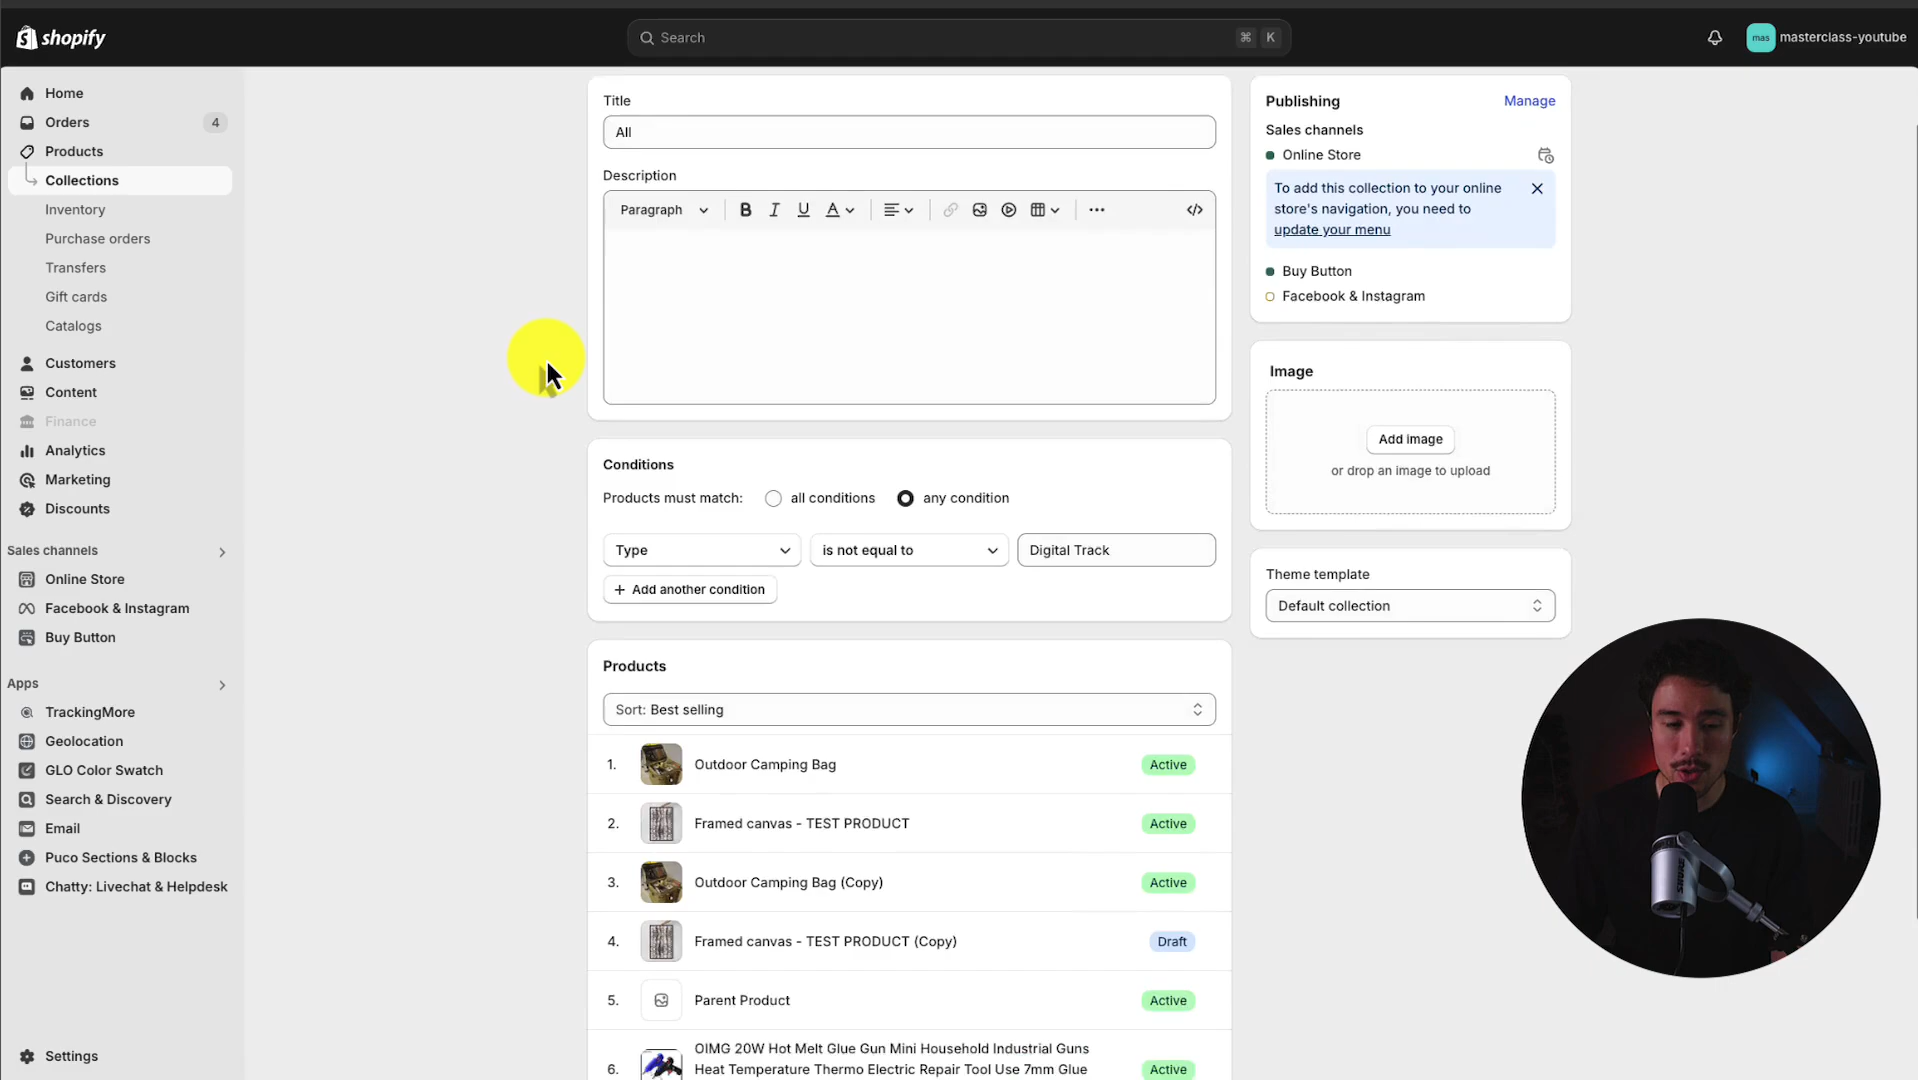 shopify
Search
⌘ K
mas masterclass-youtube
Home
Orders 4
Products
Collections
Inventory
Purchase orders
Transfers
Gift cards
Catalogs
Customers
Content
Finance
Analytics
Marketing
Discounts
Sales channels
Online Store
Facebook & Instagram
Buy Button
Apps
TrackingMore
Geolocation
GLO Color Swatch
Search & Discovery
Email
Puco Sections & Blocks
Chatty: Livechat & Helpdesk
Settings
Title
All
Description
Paragraph B I U A
Conditions
Products must match: all conditions any condition
Type is not equal to Digital Track
+ Add another condition
Products
Sort: Best selling
1. Outdoor Camping Bag Active
2. Framed canvas - TEST PRODUCT Active
3. Outdoor Camping Bag (Copy) Active
4. Framed canvas - TEST PRODUCT (Copy) Draft
5. Parent Product Active
OIMG 20W Hot Melt Glue Gun Mini Household Industrial Guns
6. Heat Temperature Thermo Electric Repair Tool Use 7mm Glue Active
Publishing Manage
Sales channels
Online Store
To add this collection to your online
store's navigation, you need to
update your menu
Buy Button
Facebook & Instagram
Image
Add image
or drop an image to upload
Theme template
Default collection